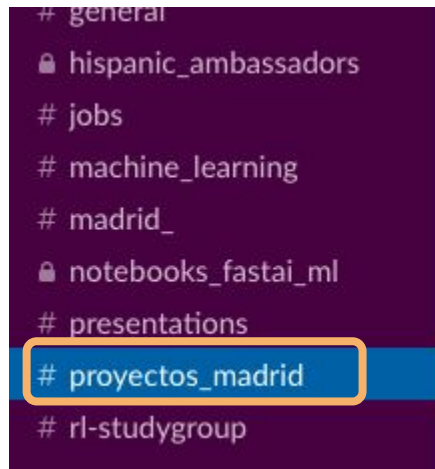 # general
hispanic_ambassadors
# jobs
# machine_learning
# madrid_
notebooks_fastai_ml
# presentations
# proyectos_madrid
# rl-studygroup